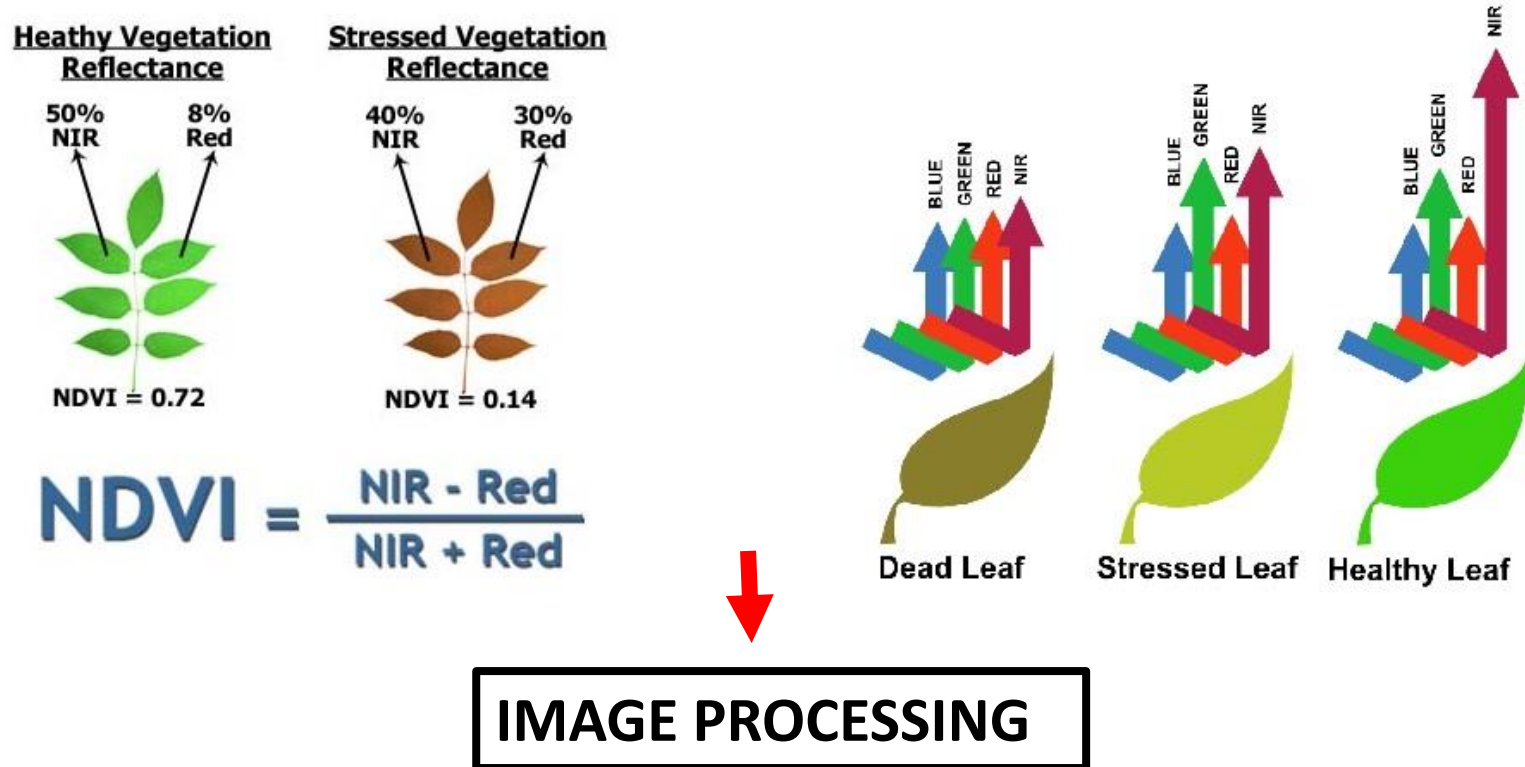 Heathy Vegetation
Reflectance
50%
NIR
8%
Red
NDVI = 0.72
Stressed Vegetation
Reflectance
40%
NIR
30%
Red
NDVI = 0.14
NDVI = NIR - Red
NIR + Red
BLUE
GREEN
RED
NIR
Dead Leaf
BLUE
GREEN
RED
NIR
Stressed Leaf
BLUE
GREEN
RED
NIR
Healthy Leaf
IMAGE PROCESSING